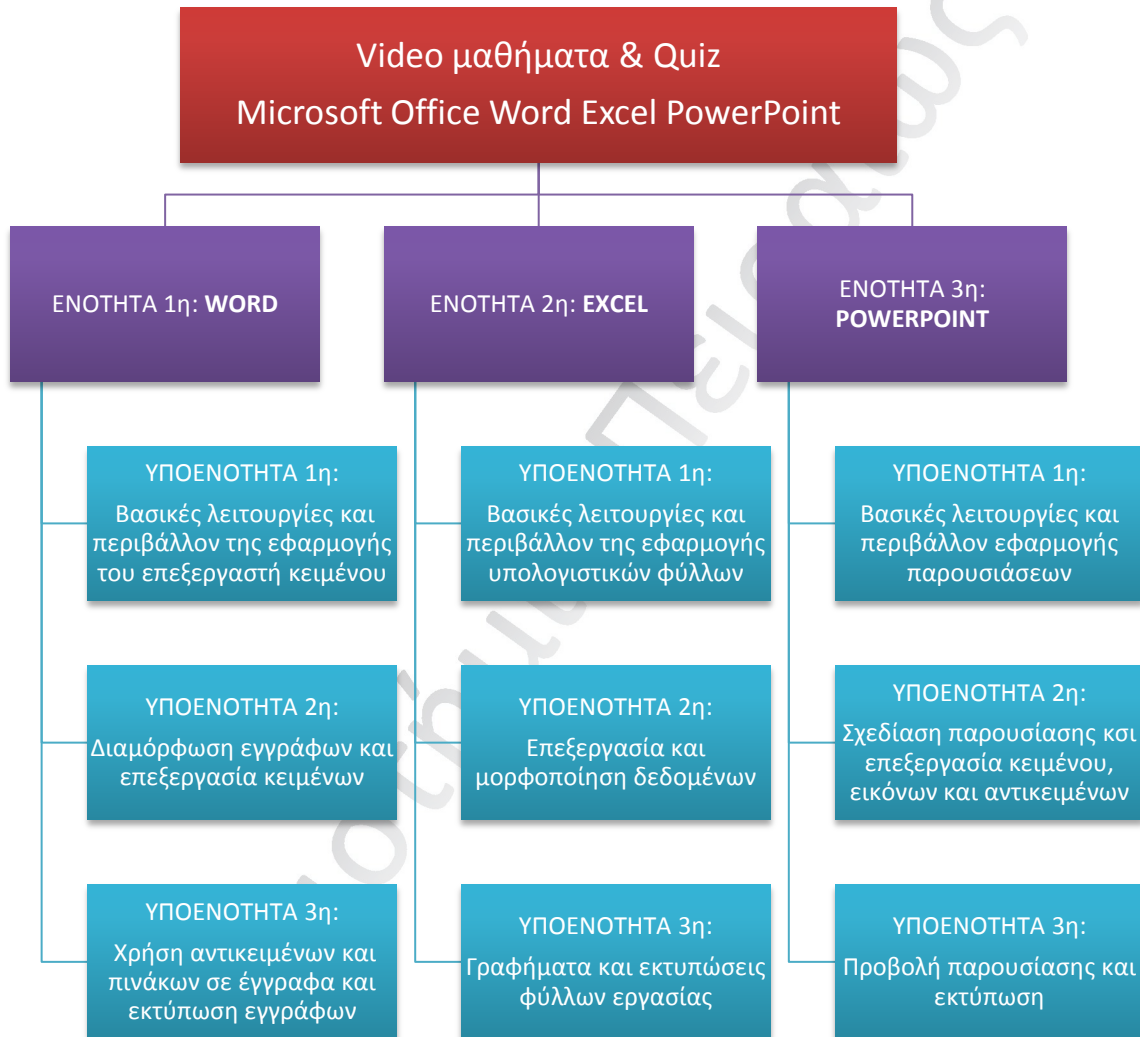 Video μαθήματα & Quiz
Microsoft Office Word Excel PowerPoint
ΕΝΟΤΗΤΑ 1η: WORD
ΥΠΟΕΝΟΤΗΤΑ 1η:
Βασικές λειτουργίες και
περιβάλλον της εφαρμογής
του επεξεργαστή κειμένου
ΥΠΟΕΝΟΤΗΤΑ 2η:
Διαμόρφωση εγγράφων και
επεξεργασία κειμένων
ΥΠΟΕΝΟΤΗΤΑ 3η:
Χρήση αντικειμένων και
πινάκων σε έγγραφα και
εκτύπωση εγγράφων
ΕΝΟΤΗΤΑ 2η: EXCEL
ΥΠΟΕΝΟΤΗΤΑ 1η:
Βασικές λειτουργίες και
περιβάλλον της εφαρμογής
υπολογιστικών φύλλων
ΥΠΟΕΝΟΤΗΤΑ 2η:
Επεξεργασία και
μορφοποίηση δεδομένων
ΥΠΟΕΝΟΤΗΤΑ 3η:
Γραφήματα και εκτυπώσεις
φύλλων εργασίας
ΕΝΟΤΗΤΑ 3η:
POWERPOINT
ΥΠΟΕΝΟΤΗΤΑ 1η:
Βασικές λειτουργίες και
περιβάλλον εφαρμογής
παρουσιάσεων
ΥΠΟΕΝΟΤΗΤΑ 2η:
Σχεδίαση παρουσίασης κσι
επεξεργασία κειμένου,
εικόνων και αντικειμένων
ΥΠΟΕΝΟΤΗΤΑ 3η:
Προβολή παρουσίασης και
εκτύπωση